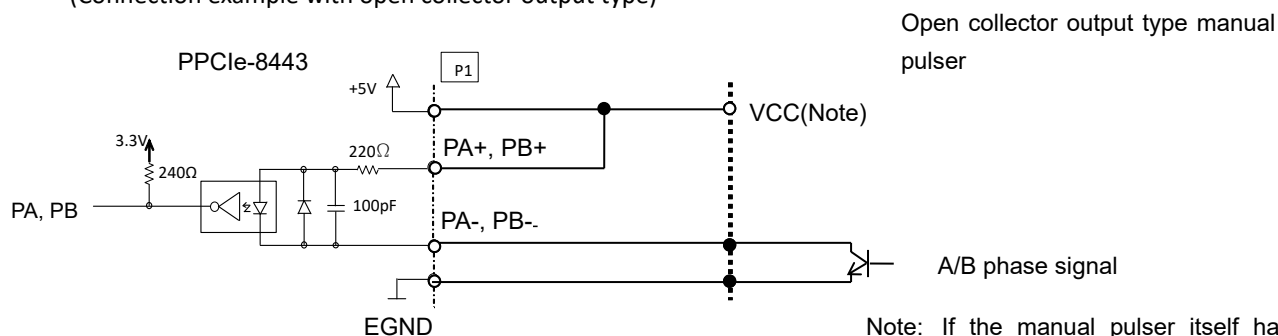 (Connection example with open collector output type)
Open collector output type manual
pulser
PPCIe-8443
P1
+5V
VCC(Note)
3.3V
220Ω
PA+, PB+
240Ω
PA, PB
100pF
PA-, PB--
A/B phase signal
EGND
Note: If the manual pulser itself ha